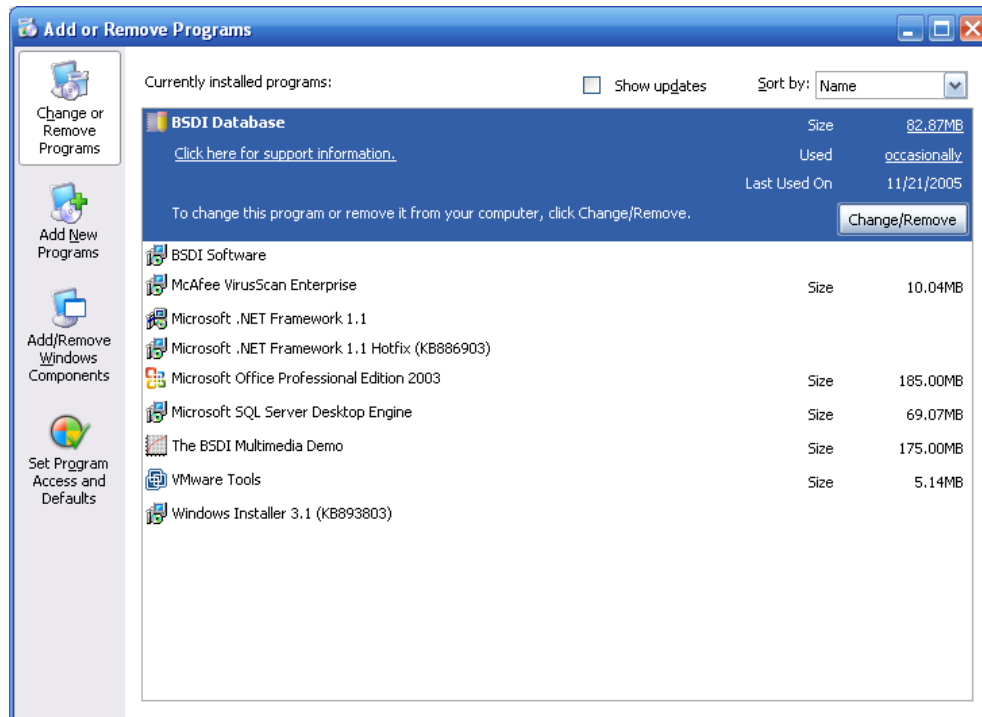 Add or Remove Programs
Change or
Remove
Programs
Add New
Programs
Add/Remove
Windows
Components
Set Program
Access and
Defaults
Currently installed programs:
Show updates
Sort by: Name
BSDI Database
Size 82.87MB
Click here for support information.
Used occasionally
Last Used On 11/21/2005
To change this program or remove it from your computer, click Change/Remove.
Change/Remove
BSDI Software
McAfee VirusScan Enterprise Size 10.04MB
Microsoft .NET Framework 1.1
Microsoft .NET Framework 1.1 Hotfix (KB886903)
Microsoft Office Professional Edition 2003 Size 185.00MB
Microsoft SQL Server Desktop Engine Size 69.07MB
The BSDI Multimedia Demo Size 175.00MB
VMware Tools Size 5.14MB
Windows Installer 3.1 (KB893803)